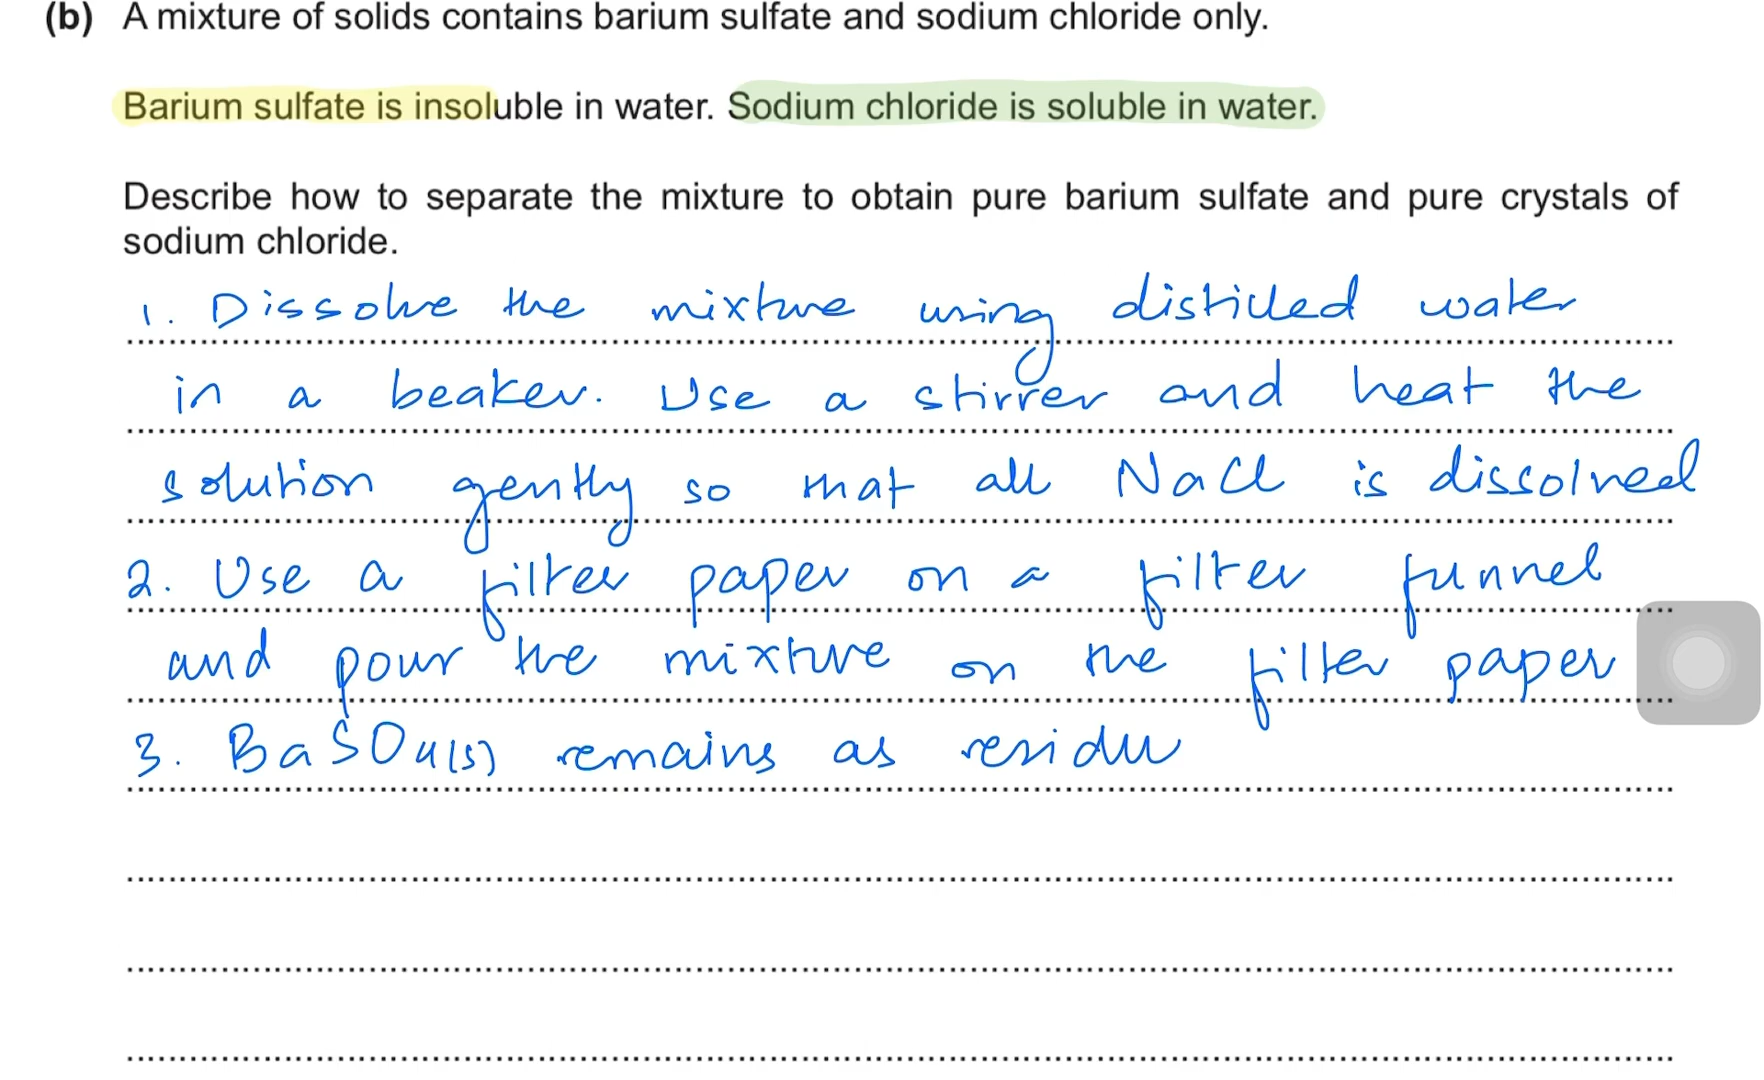 (b) A mixture of solids contains barium sulfate and sodium chloride only.
Barium sulfate is insoluble in water. Sodium chloride is soluble in water.
Describe how to separate the mixture to obtain pure barium sulfate and pure crystals of
sodium chloride.
1. Dissolve the mixture using distilled water
in a beaker. Use a stirrer and heat the
solution gently so that all NaCl is dissolved
2. Use a filter paper on a filter funnel
and pour the mixture on the filter paper
3. BaSO4(s) remains as residue